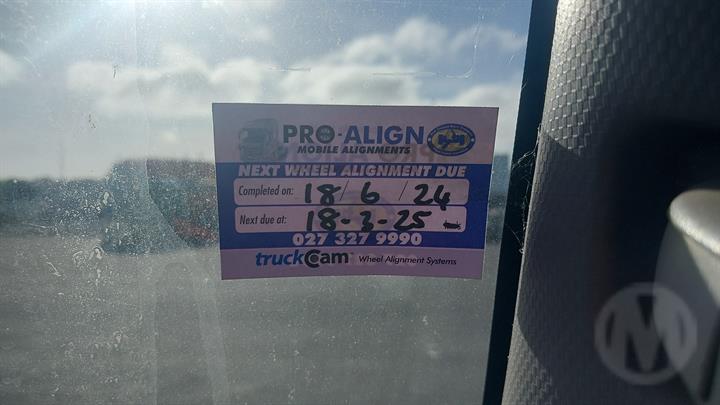 PRO-ALIGN
MOBILE ALIGNMENTS
NEXT WHEEL ALIGNMENT DUE
Completed on: 18/6/24
Next due at: 18-3-25
027 327 9990
truckCam Wheel Alignment Systems
M